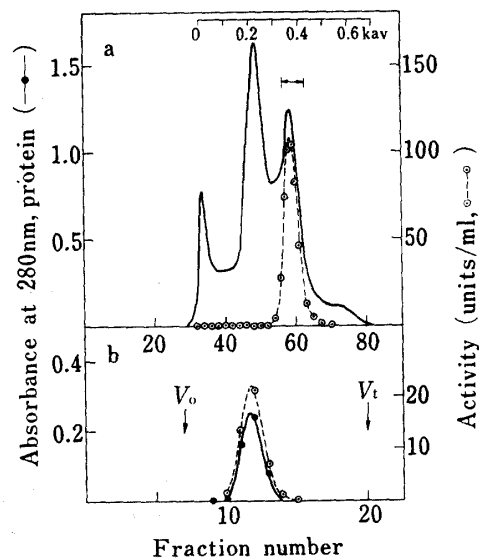 0 0.2 0.4 0.6 kav
a
1.5
1.0
0.5
150
100
50
20 40 60 80
b
0.4
0.2
Vo
Vt
20
10
10 20
Fraction number
Absorbance at 280nm, protein (—●—)
Activity (units/ml, ⊙--⊙)